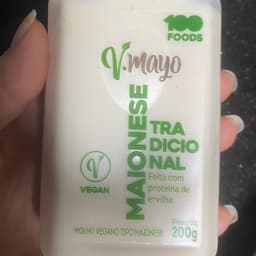 100
FOODS
V.mayo
MAIONESE
TRA
DICIO
NAL
Feita com
proteína de
ervilha
VEGAN
MOLHO VEGANO TIPO MAIONESE
Peso líq.
200g